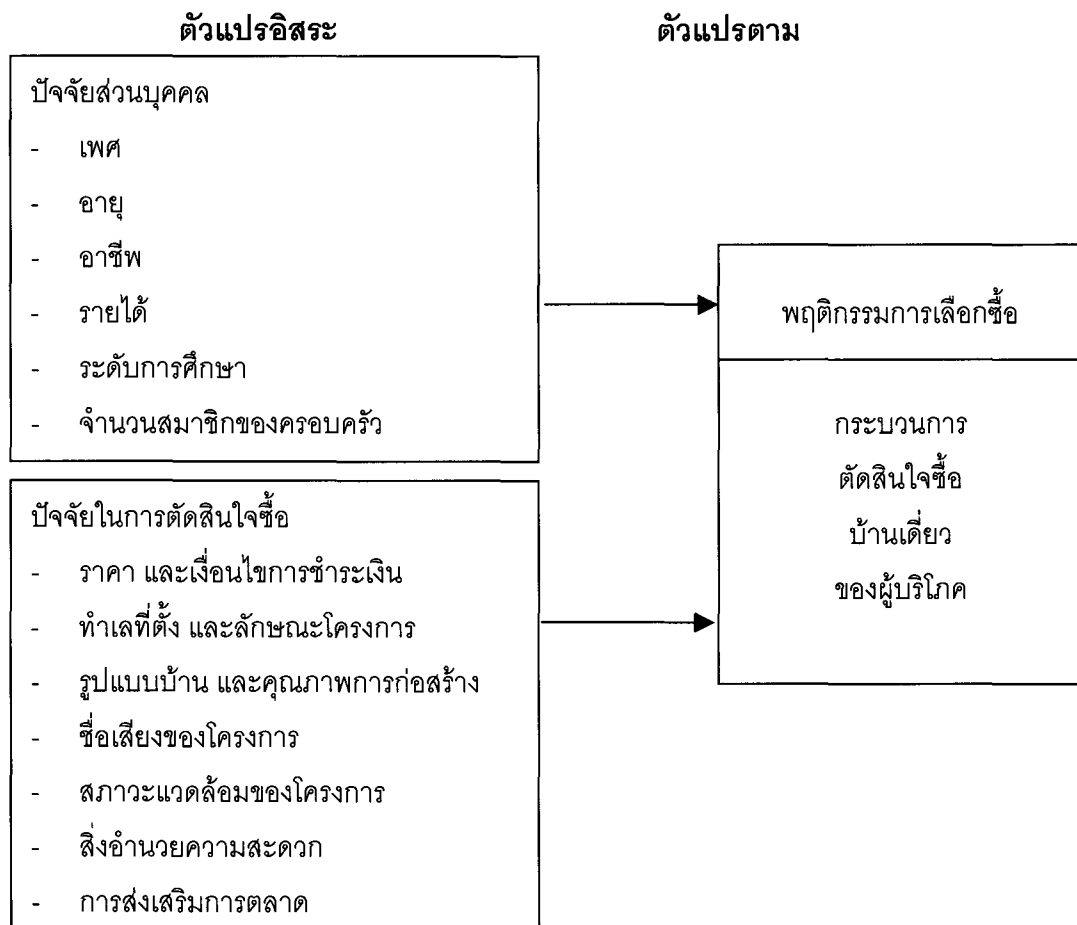 ตัวแปรอิสระ
ตัวแปรตาม
ปัจจัยส่วนบุคคล
- เพศ
- อายุ
- อาชีพ
- รายได้
- ระดับการศึกษา
- จำนวนสมาชิกของครอบครัว
ปัจจัยในการตัดสินใจซื้อ
- ราคา และเงื่อนไขการชำระเงิน
- ทำเลที่ตั้ง และลักษณะโครงการ
- รูปแบบบ้าน และคุณภาพการก่อสร้าง
- ชื่อเสียงของโครงการ
- สภาวะแวดล้อมของโครงการ
- สิ่งอำนวยความสะดวก
- การส่งเสริมการตลาด
พฤติกรรมการเลือกซื้อ
กระบวนการ
ตัดสินใจซื้อ
บ้านเดี่ยว
ของผู้บริโภค